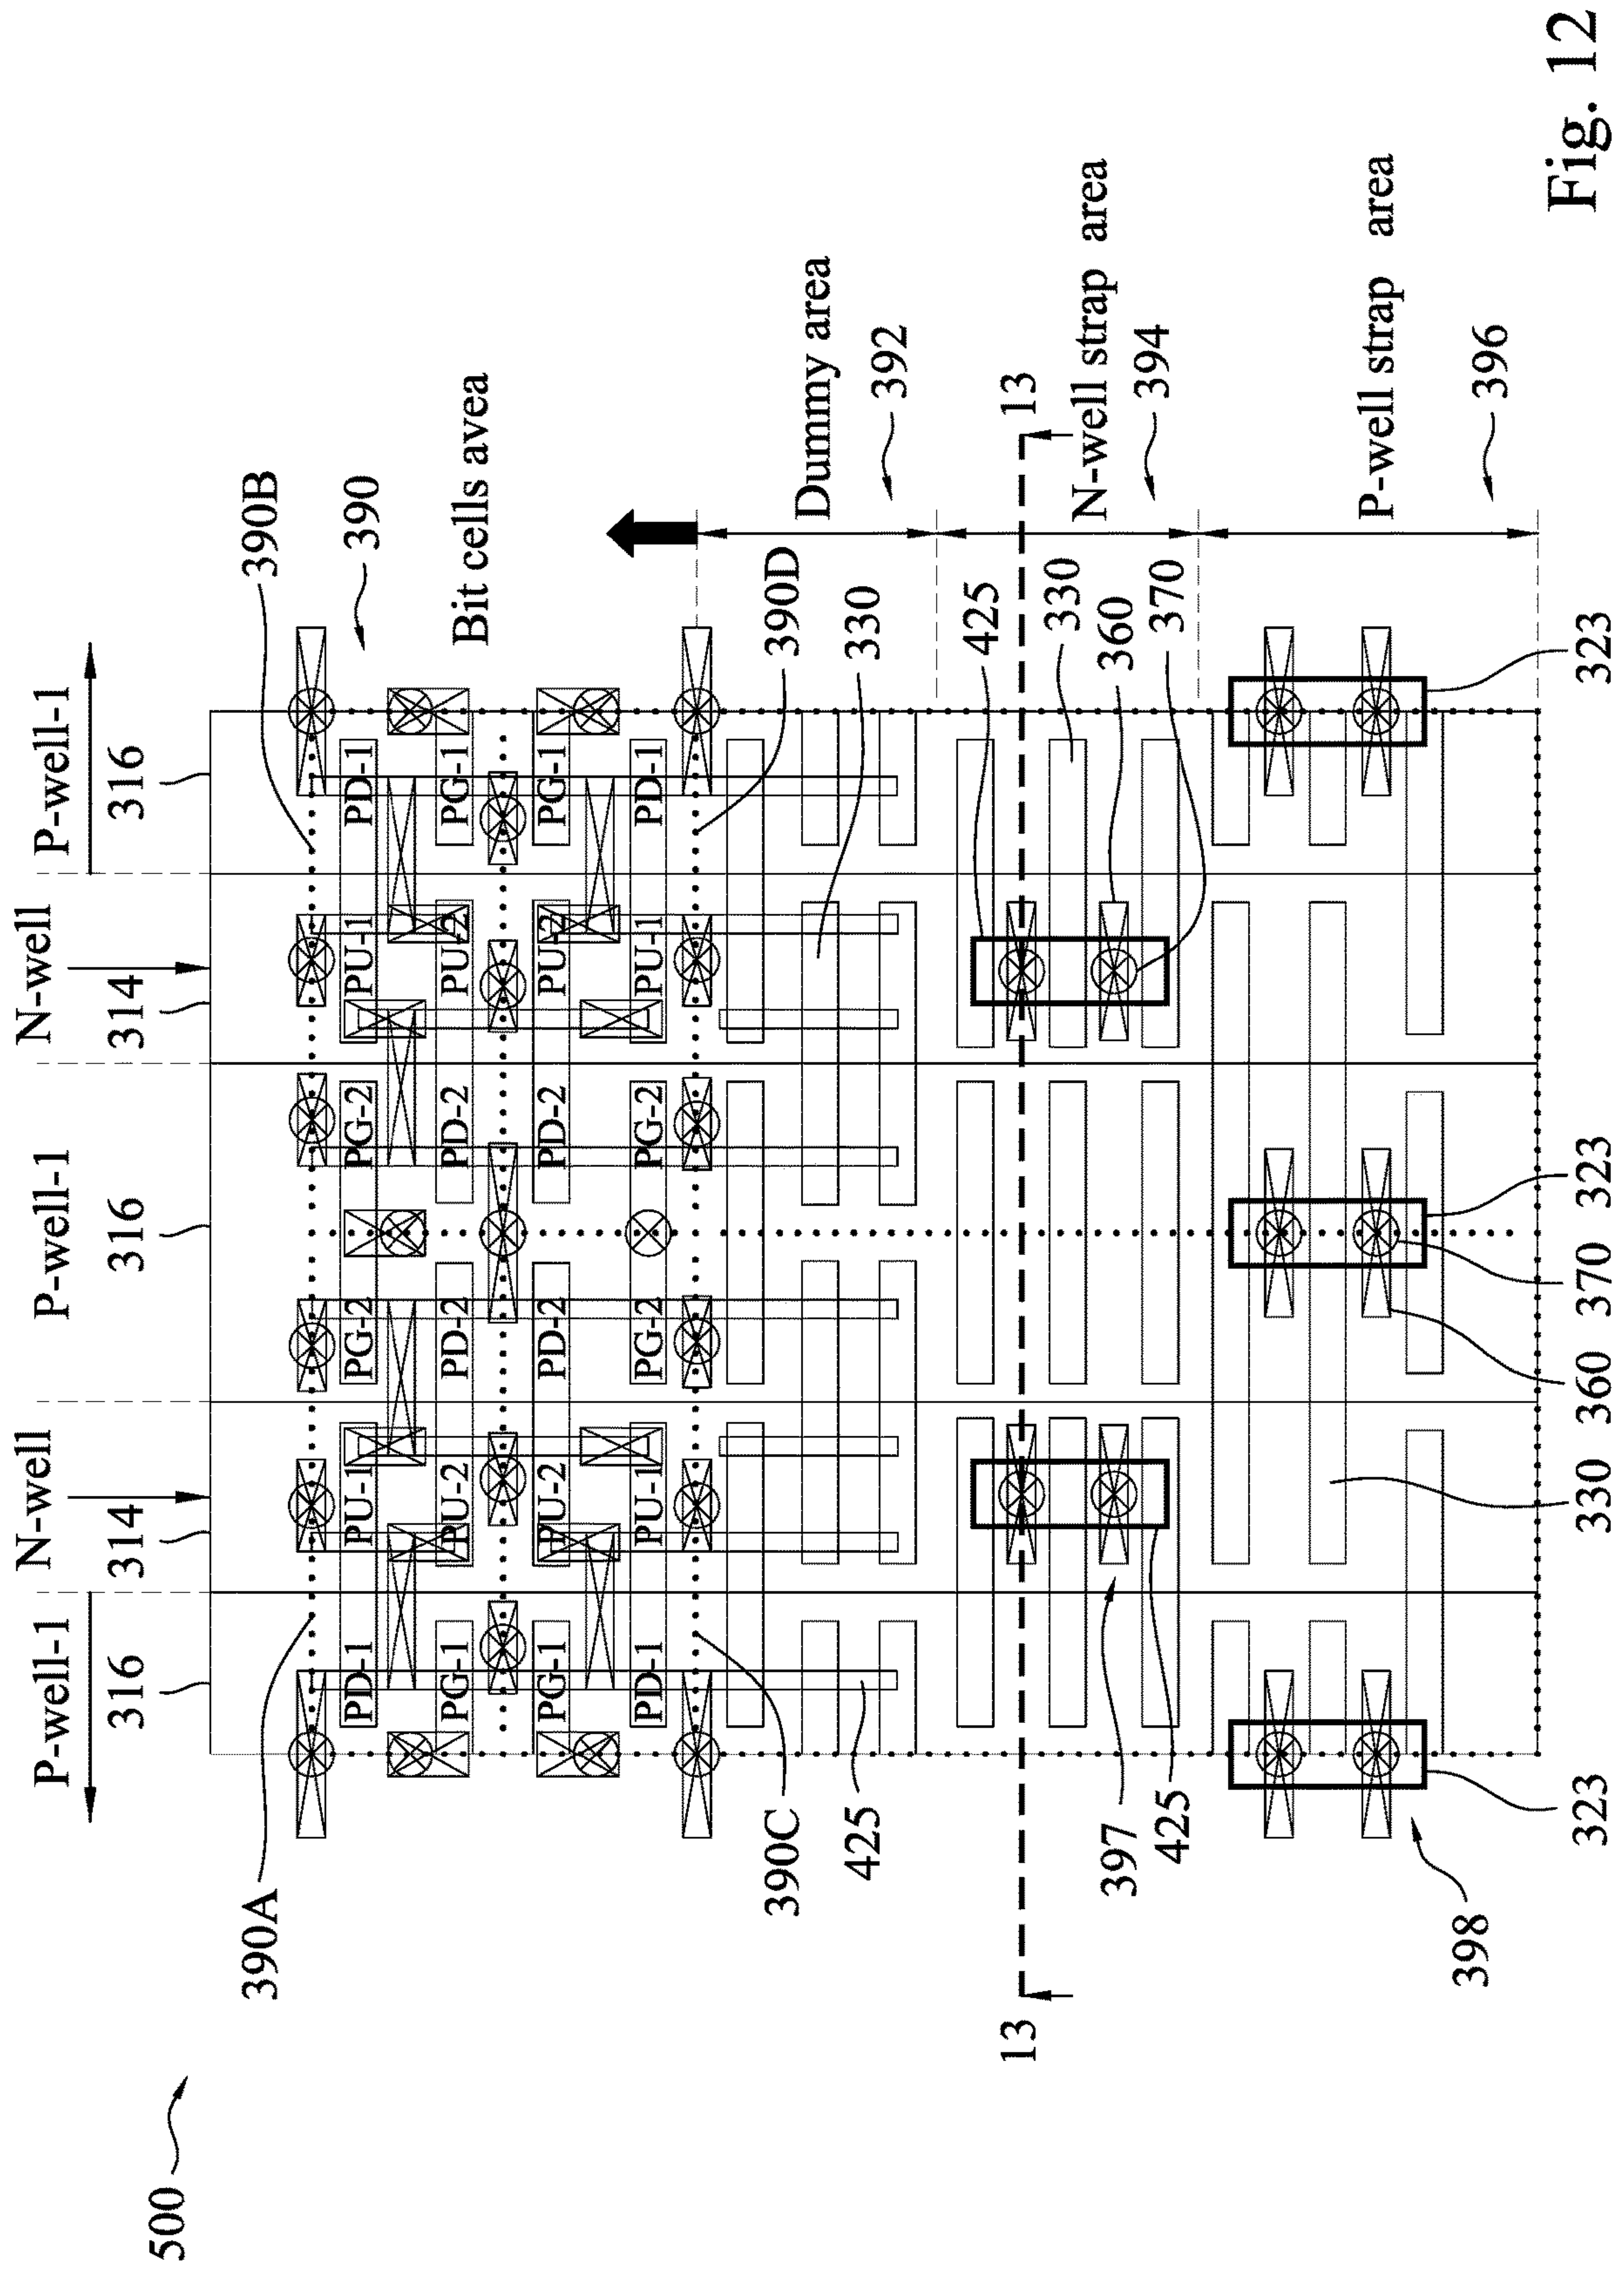 500
P-well-1
N-well
P-well-1
N-well
P-well-1
316
314
316
314
316
390A
390B
390
Bit cells avea
PD-1
PU-1
PG-2
PG-2
PU-1
PD-1
PG-1
PU-2
PD-2
PD-2
PU-2
PG-1
PG-1
PU-2
PD-2
PD-2
PU-2
PG-1
PD-1
PU-1
PG-2
PG-2
PU-1
PD-1
390C
390D
425
330
Dummy area
392
13
13
425
330
360
370
N-well strap area
394
397
425
P-well strap area
396
398
323
330
360
370
323
323
Fig. 12